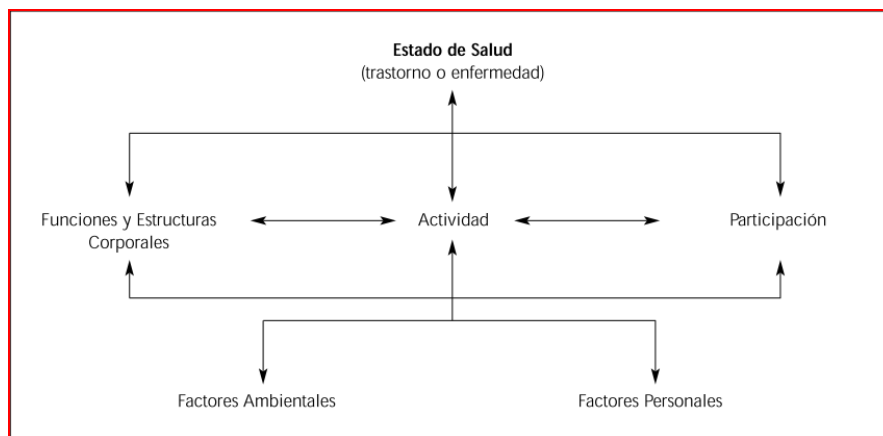 Estado de Salud
(trastorno o enfermedad)
Funciones y Estructuras
Corporales
Actividad
Participación
Factores Ambientales
Factores Personales